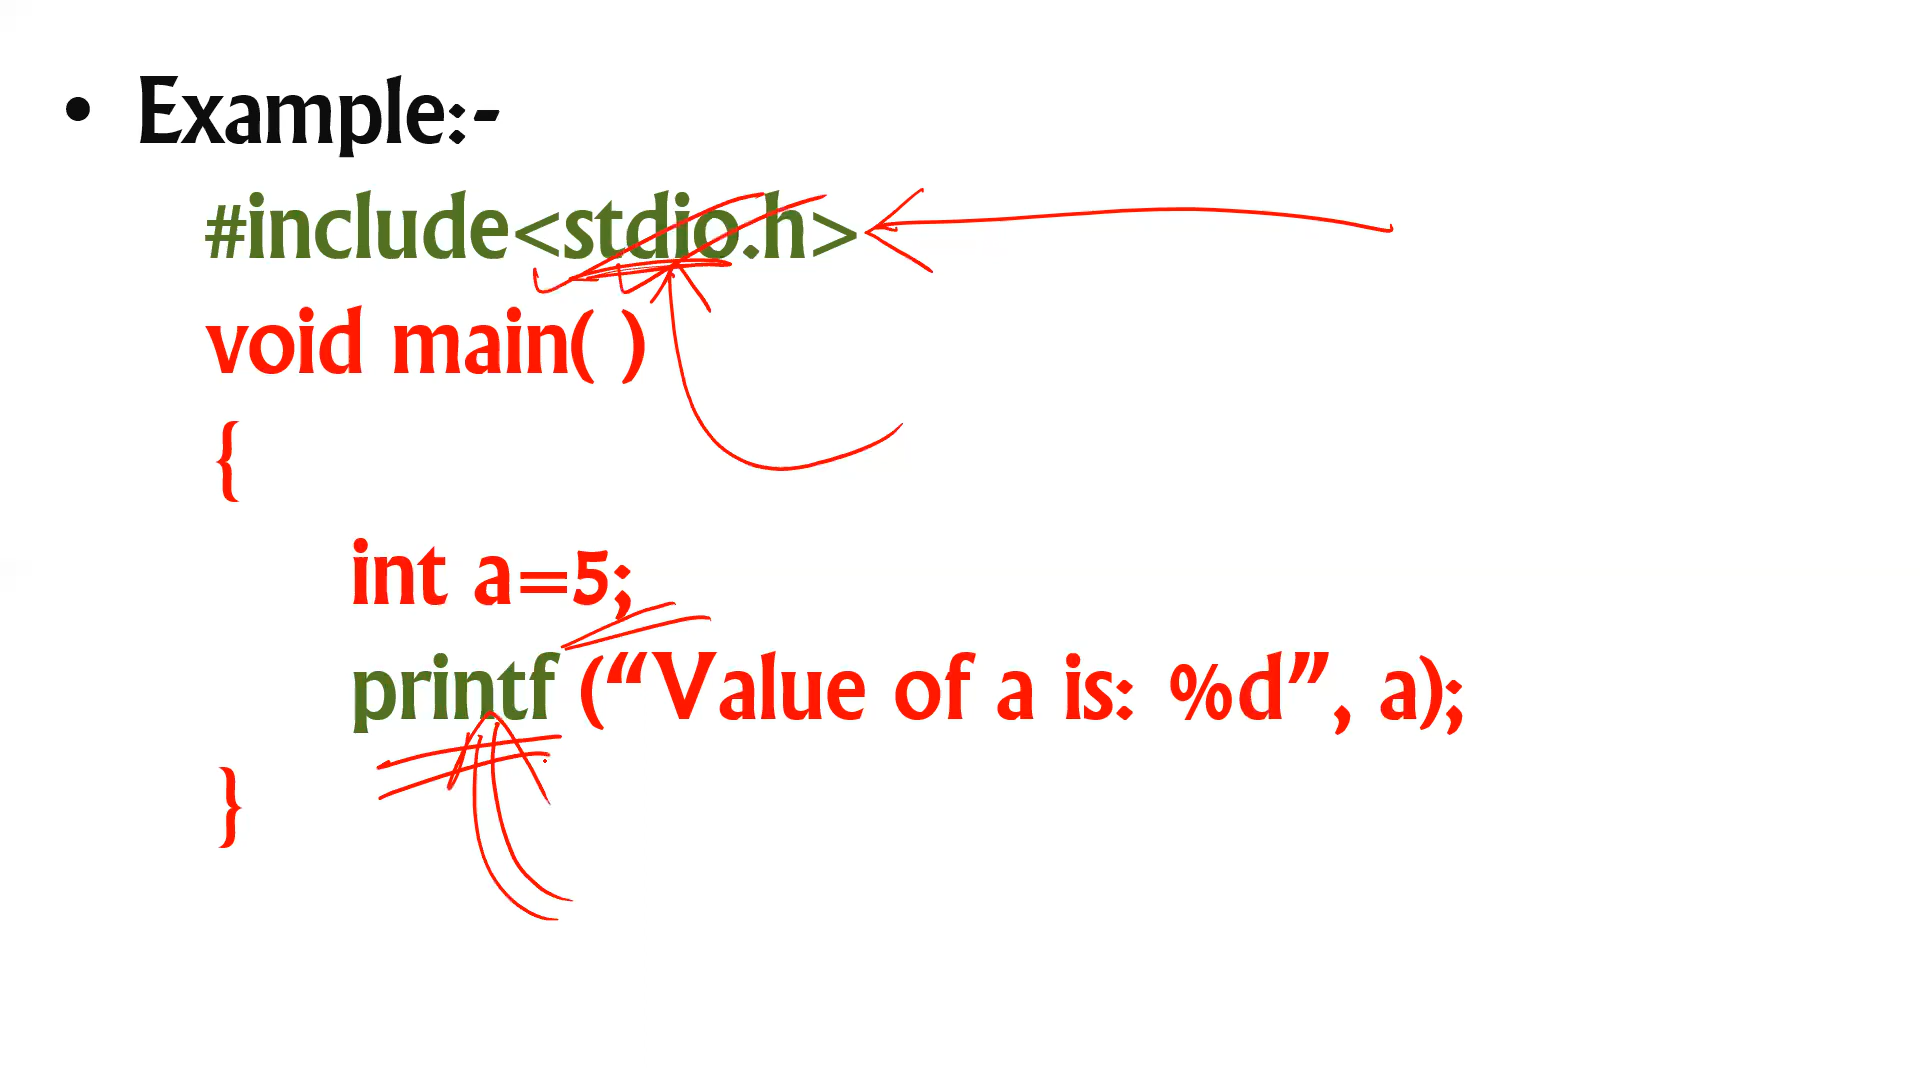 • Example:-
#include<stdio.h>
void main( )
{
int a=5;
printf (“Value of a is: %d”, a);
}